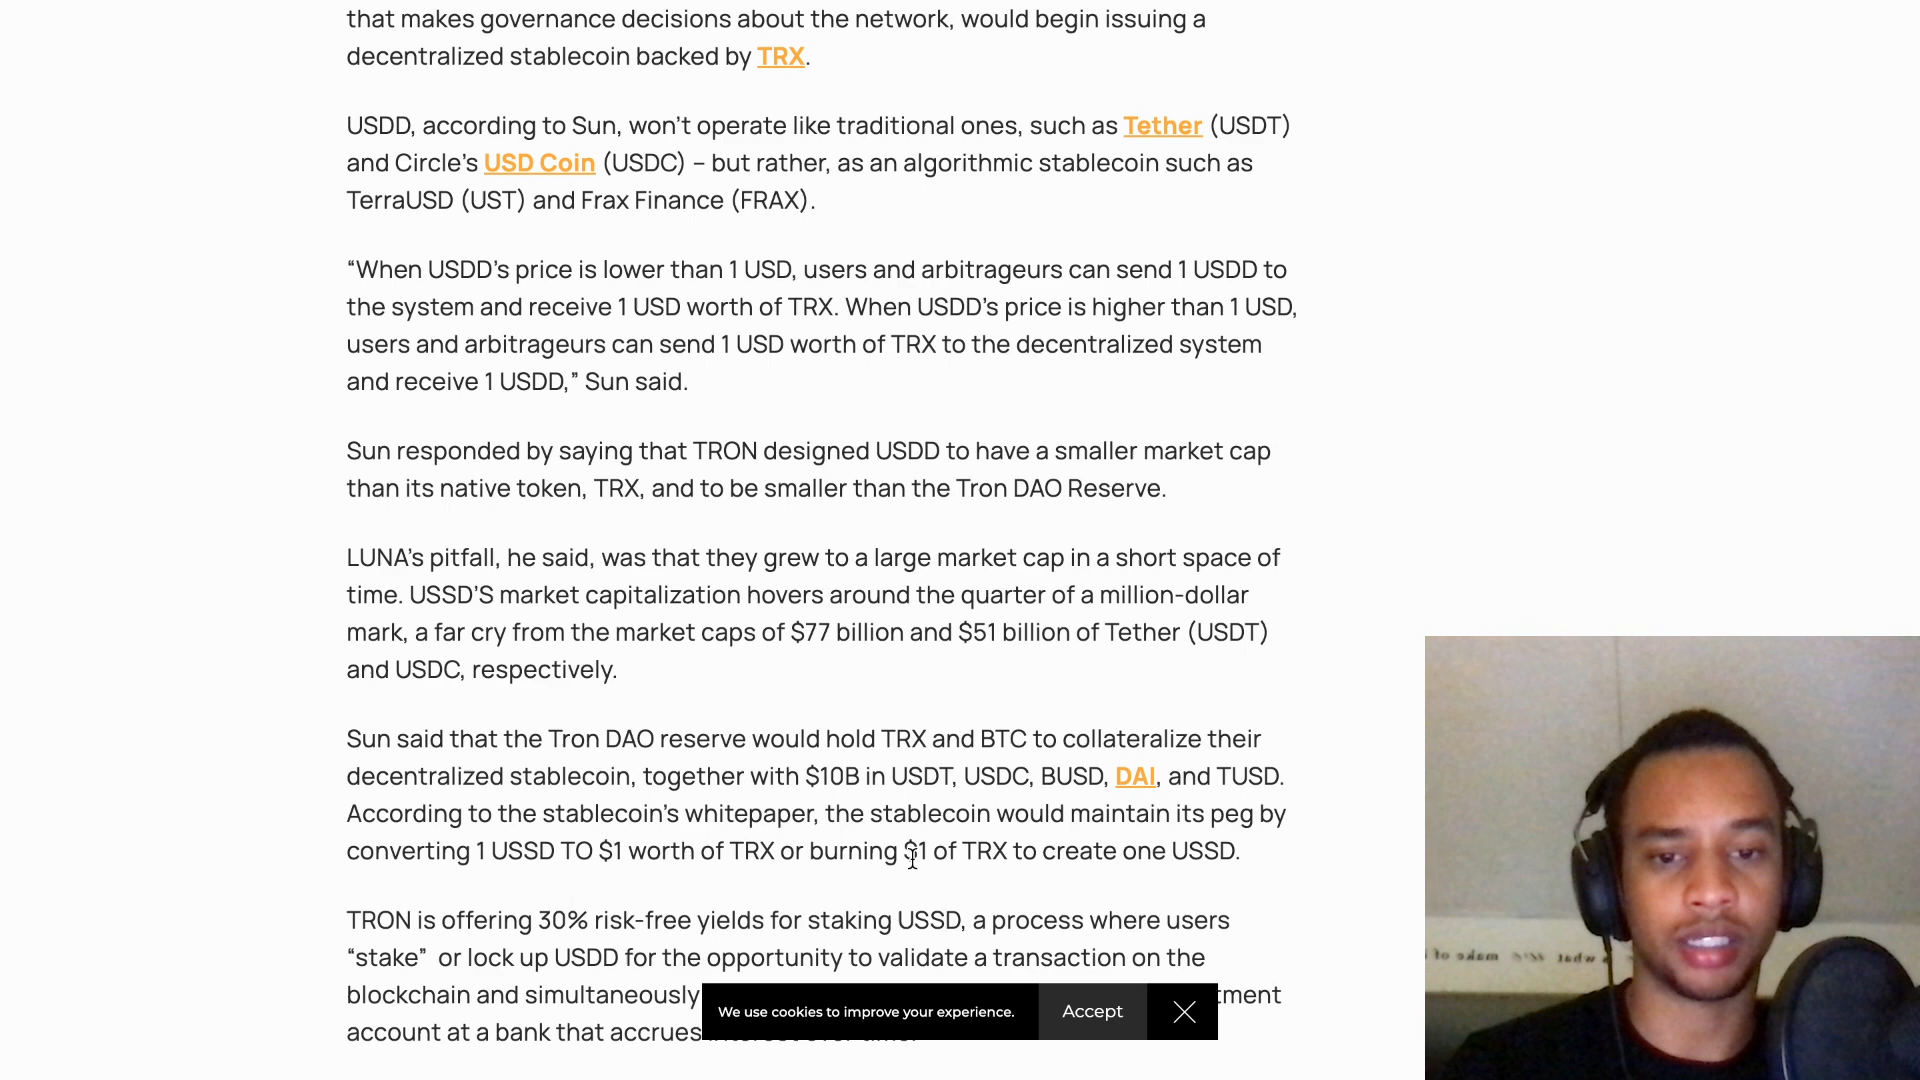 that makes governance decisions about the network, would begin issuing a
decentralized stablecoin backed by TRX.
USDD, according to Sun, won’t operate like traditional ones, such as Tether (USDT)
and Circle’s USD Coin (USDC) – but rather, as an algorithmic stablecoin such as
TerraUSD (UST) and Frax Finance (FRAX).
“When USDD’s price is lower than 1 USD, users and arbitrageurs can send 1 USDD to
the system and receive 1 USD worth of TRX. When USDD’s price is higher than 1 USD,
users and arbitrageurs can send 1 USD worth of TRX to the decentralized system
and receive 1 USDD,” Sun said.
Sun responded by saying that TRON designed USDD to have a smaller market cap
than its native token, TRX, and to be smaller than the Tron DAO Reserve.
LUNA’s pitfall, he said, was that they grew to a large market cap in a short space of
time. USSD’S market capitalization hovers around the quarter of a million-dollar
mark, a far cry from the market caps of $77 billion and $51 billion of Tether (USDT)
and USDC, respectively.
Sun said that the Tron DAO reserve would hold TRX and BTC to collateralize their
decentralized stablecoin, together with $10B in USDT, USDC, BUSD, DAI, and TUSD.
According to the stablecoin’s whitepaper, the stablecoin would maintain its peg by
converting 1 USSD TO $1 worth of TRX or burning $1 of TRX to create one USSD.
TRON is offering 30% risk-free yields for staking USSD, a process where users
“stake” or lock up USDD for the opportunity to validate a transaction on the
blockchain and simultaneously
account at a bank that accrues
We use cookies to improve your experience.
Accept